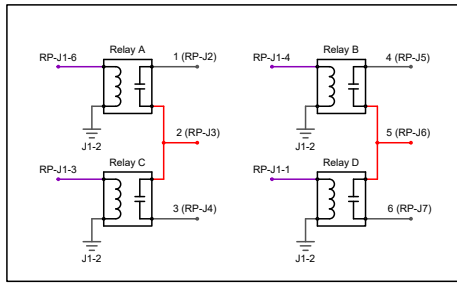 Relay A
RP-J1-6
1 (RP-J2)
J1-2
2 (RP-J3)
Relay C
RP-J1-3
3 (RP-J4)
J1-2
Relay B
RP-J1-4
4 (RP-J5)
J1-2
5 (RP-J6)
Relay D
RP-J1-1
6 (RP-J7)
J1-2